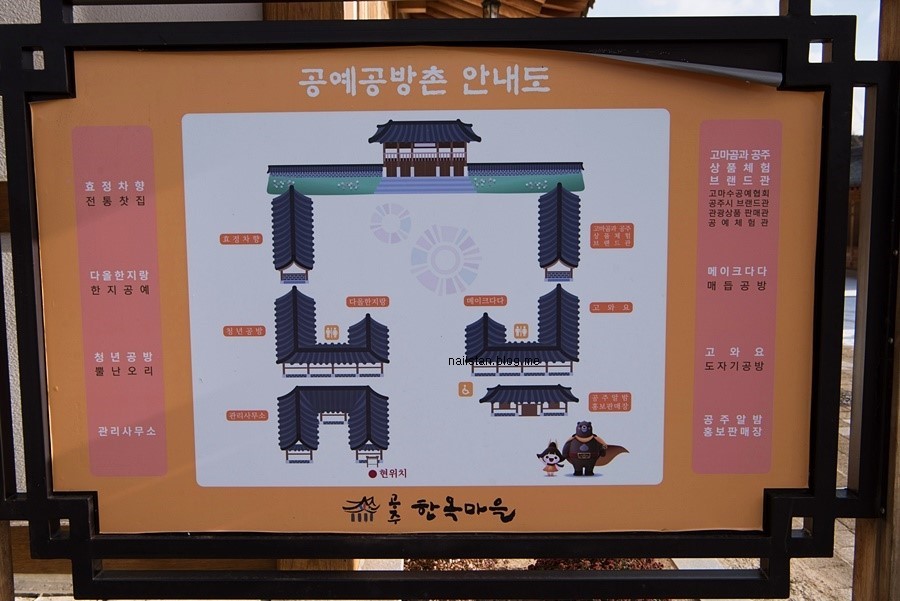 공예공방촌 안내도
효정차향
전통찻집
다울한지랑
한지공예
청년공방
뿔난오리
관리사무소
효정차향
고마곰과 공주
상품체험
브랜드관
다울한지랑
메이크다다
청년공방
고와요
nailstan.blog.me
관리사무소
공주알밤
홍보판매장
현위치
고마곰과 공주
상품체험
브랜드관
고마수공예협회
공주시 브랜드관
관광상품 판매관
공예체험관
메이크다다
매듭공방
고와요
도자기공방
공주알밤
홍보판매장
공주 한옥마을